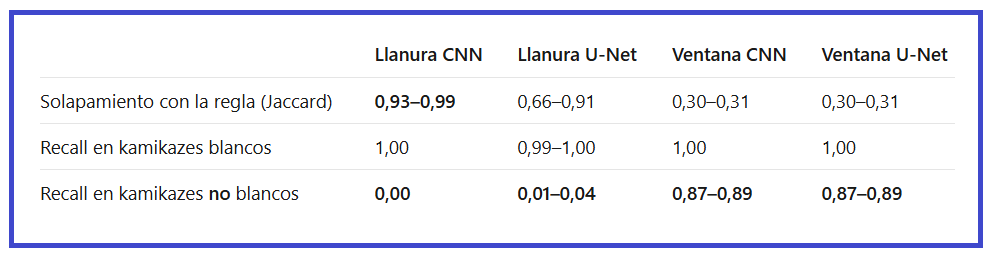 Llanura CNN Llanura U-Net Ventana CNN Ventana U-Net
Solapamiento con la regla (Jaccard) 0,93–0,99 0,66–0,91 0,30–0,31 0,30–0,31
Recall en kamikazes blancos 1,00 0,99–1,00 1,00 1,00
Recall en kamikazes no blancos 0,00 0,01–0,04 0,87–0,89 0,87–0,89